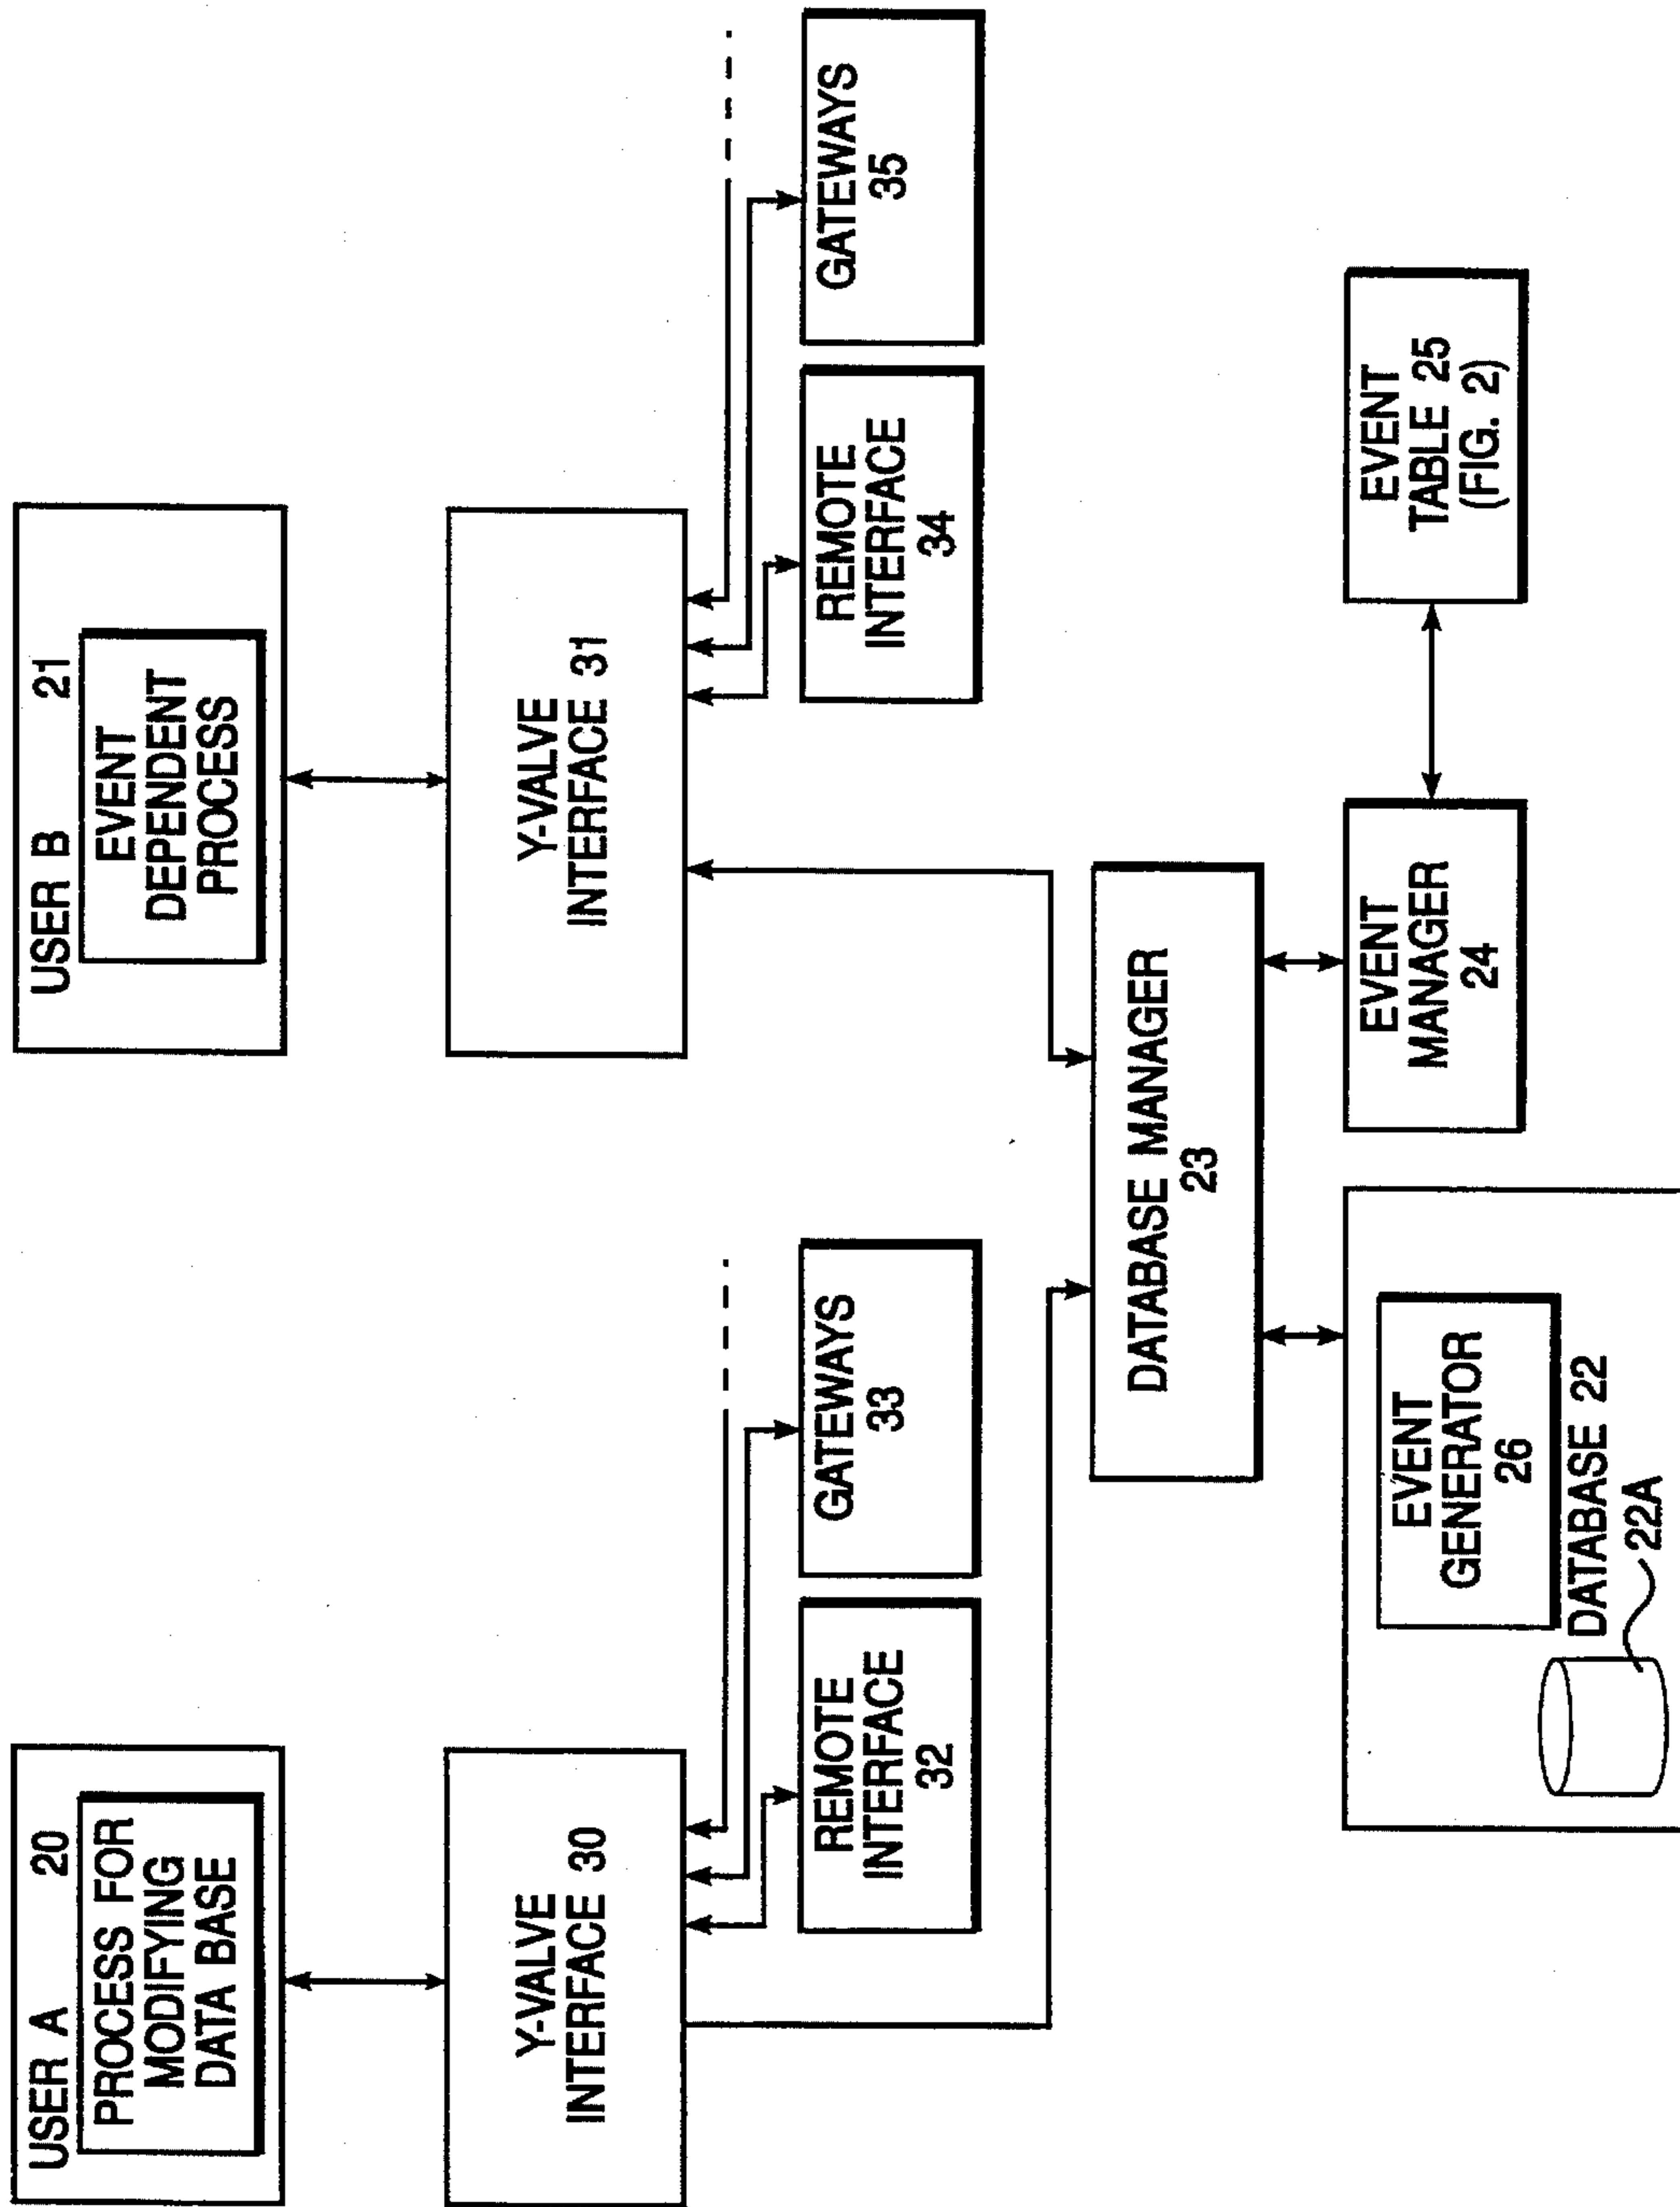 USER A 20
PROCESS FOR
MODIFYING
DATA BASE
USER B 21
EVENT
DEPENDENT
PROCESS
Y-VALVE
INTERFACE 30
Y-VALVE
INTERFACE 31
REMOTE
INTERFACE
32
GATEWAYS
33
REMOTE
INTERFACE
34
GATEWAYS
35
DATABASE MANAGER
23
EVENT
GENERATOR
26
DATABASE 22
22A
EVENT
MANAGER
24
EVENT
TABLE 25
(FIG. 2)